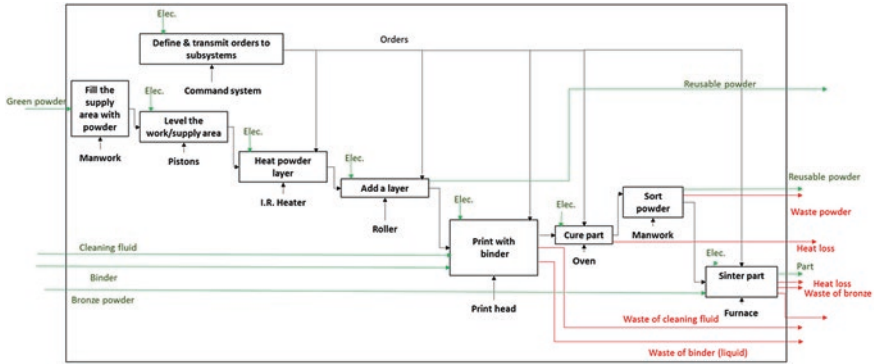 Elec.
Define & transmit orders to
subsystems
Orders
Command system
Reusable powder
Fill the
supply
area with
powder
Green powder
Elec.
Level the
work/supply area
Manwork
Pistons
Elec.
Heat powder
layer
I.R. Heater
Elec.
Add a layer
Roller
Reusable powder
Sort
powder
Waste powder
Manwork
Elec.
Print with
binder
Elec.
Cure part
Oven
Heat loss
Cleaning fluid
Binder
Bronze powder
Print head
Elec.
Sinter part
Furnace
Part
Heat loss
Waste of bronze
Waste of cleaning fluid
Waste of binder (liquid)